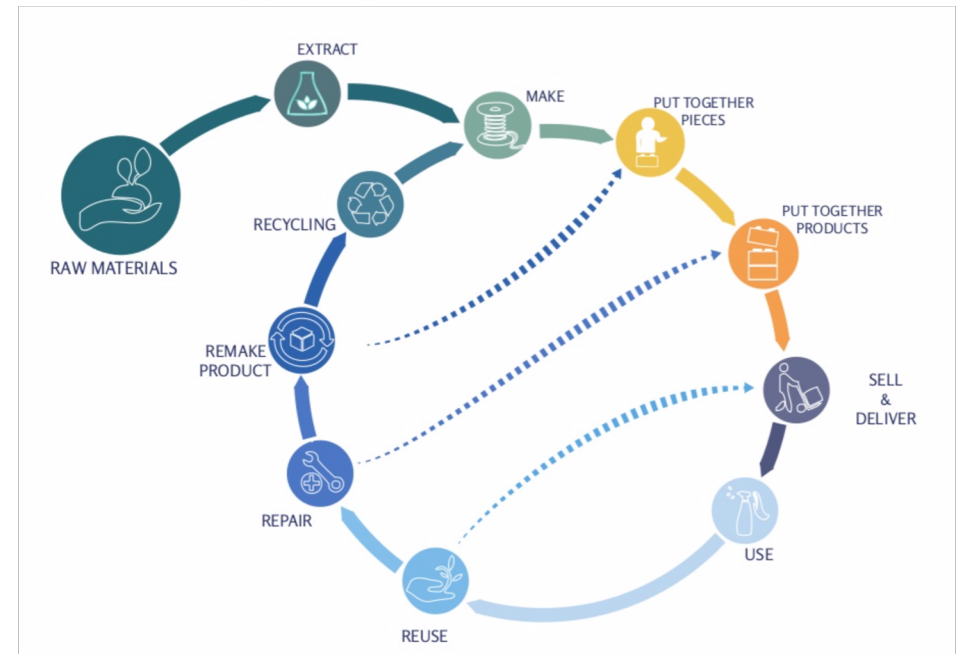 EXTRACT
MAKE
PUT TOGETHER
PIECES
PUT TOGETHER
PRODUCTS
RECYCLING
RAW MATERIALS
REMAKE
PRODUCT
SELL
&
DELIVER
REPAIR
USE
REUSE